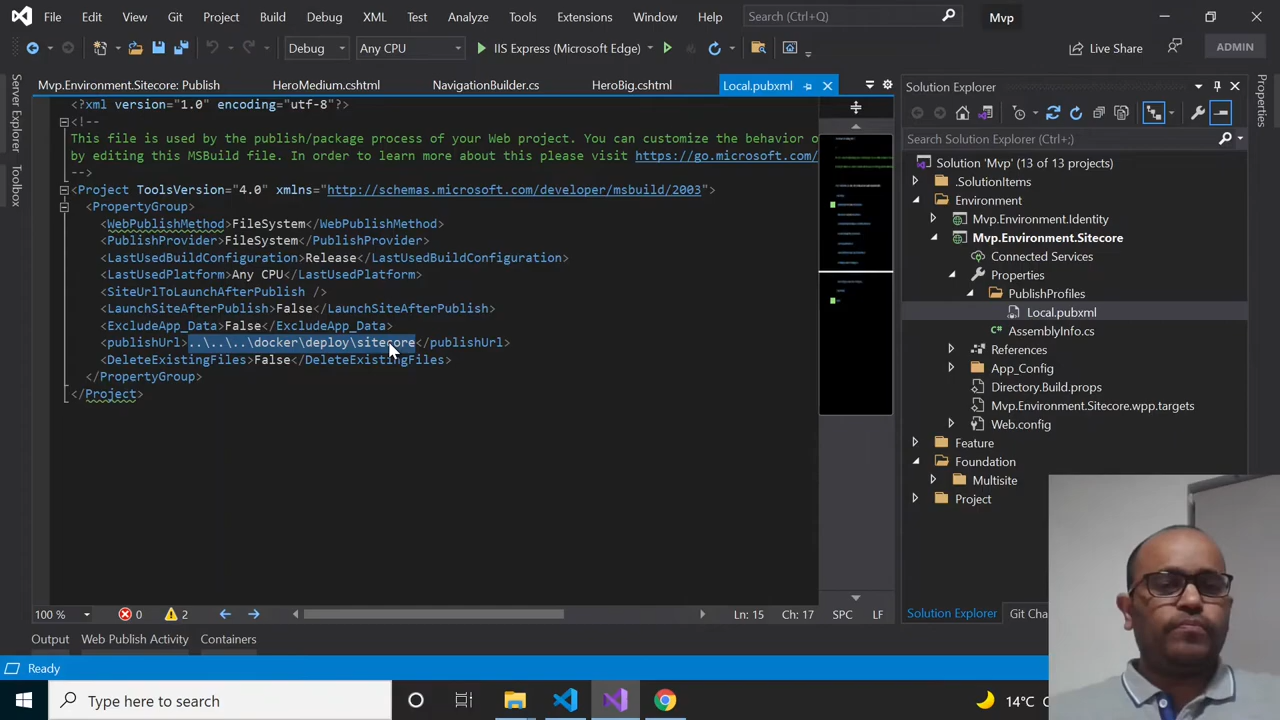 File Edit View Git Project Build Debug XML Test Analyze Tools Extensions Window Help Search (Ctrl+Q) Mvp
Debug Any CPU IIS Express (Microsoft Edge) Live Share ADMIN
Server Explorer
Toolbox
Mvp.Environment.Sitecore: Publish HeroMedium.cshtml NavigationBuilder.cs HeroBig.cshtml Local.pubxml
<?xml version="1.0" encoding="utf-8"?>
<!--
This file is used by the publish/package process of your Web project. You can customize the behavior o
by editing this MSBuild file. In order to learn more about this please visit https://go.microsoft.com/
-->
<Project ToolsVersion="4.0" xmlns="http://schemas.microsoft.com/developer/msbuild/2003">
<PropertyGroup>
<WebPublishMethod>FileSystem</WebPublishMethod>
<PublishProvider>FileSystem</PublishProvider>
<LastUsedBuildConfiguration>Release</LastUsedBuildConfiguration>
<LastUsedPlatform>Any CPU</LastUsedPlatform>
<SiteUrlToLaunchAfterPublish />
<LaunchSiteAfterPublish>False</LaunchSiteAfterPublish>
<ExcludeApp_Data>False</ExcludeApp_Data>
<publishUrl>..\..\..\docker\deploy\sitecore</publishUrl>
<DeleteExistingFiles>False</DeleteExistingFiles>
</PropertyGroup>
</Project>
100 % 0 2 Ln: 15 Ch: 17 SPC LF
Output Web Publish Activity Containers
Solution Explorer
Search Solution Explorer (Ctrl+;)
Solution 'Mvp' (13 of 13 projects)
.SolutionItems
Environment
Mvp.Environment.Identity
Mvp.Environment.Sitecore
Connected Services
Properties
PublishProfiles
Local.pubxml
AssemblyInfo.cs
References
App_Config
Directory.Build.props
Mvp.Environment.Sitecore.wpp.targets
Web.config
Feature
Foundation
Multisite
Project
Solution Explorer Git Chan
Properties
Ready
Type here to search 14°C